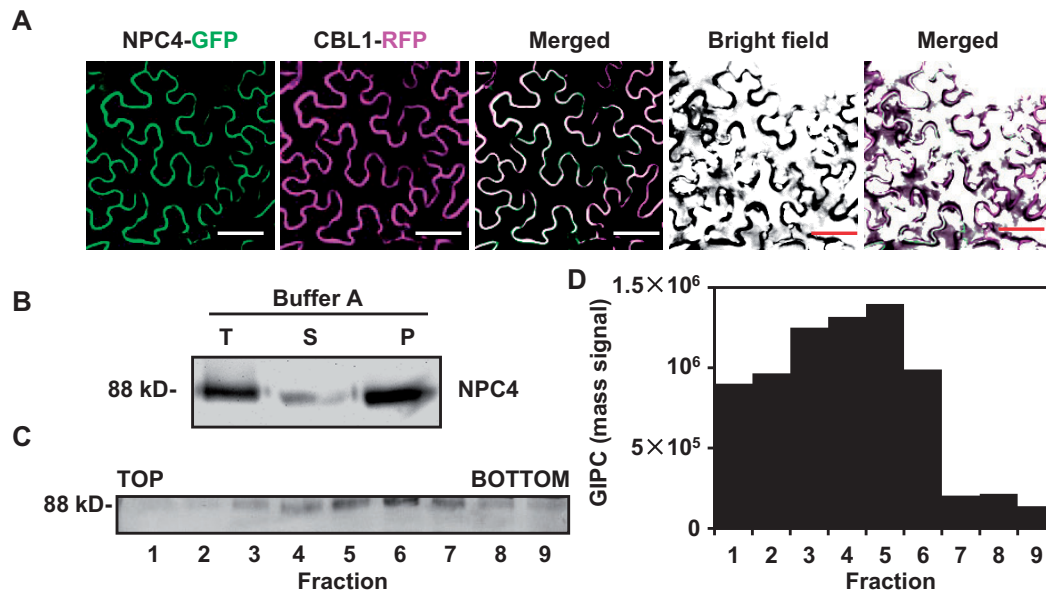 A
NPC4-GFP
CBL1-RFP
Merged
Bright field
Merged
B
Buffer A
T S P
88 kD-
NPC4
C
TOP
BOTTOM
88 kD-
1 2 3 4 5 6 7 8 9
Fraction
D
GIPC (mass signal)
1.5×10⁶
10⁶
5×10⁵
0
1 2 3 4 5 6 7 8 9
Fraction